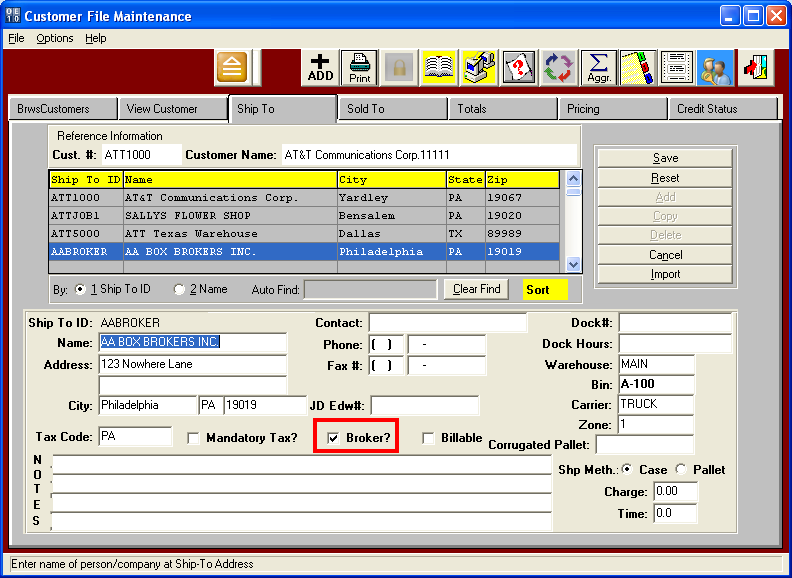 Customer File Maintenance
File Options Help
ADD Print Aggr.
BrwsCustomers View Customer Ship To Sold To Totals Pricing Credit Status
Reference Information
Cust. #: ATT1000 Customer Name: AT&T Communications Corp.11111
Ship To ID Name City State Zip
ATT1000 AT&T Communications Corp. Yardley PA 19067
ATTJOB1 SALLYS FLOWER SHOP Bensalem PA 19020
ATT5000 ATT Texas Warehouse Dallas TX 89989
AABROKER AA BOX BROKERS INC. Philadelphia PA 19019
By: 1 Ship To ID 2 Name Auto Find: Clear Find Sort
Save
Reset
Add
Copy
Delete
Cancel
Import
Ship To ID: AABROKER Contact: Dock#:
Name: AA BOX BROKERS INC. Phone: ( ) - Dock Hours:
Address: 123 Nowhere Lane Fax #: ( ) - Warehouse: MAIN
Bin: A-100
City: Philadelphia PA 19019 JD Edw#: Carrier: TRUCK
Zone: 1
Tax Code: PA Mandatory Tax? Broker? Billable Corrugated Pallet:
NOTES
Shp Meth.: Case Pallet
Charge: 0.00
Time: 0.0
Enter name of person/company at Ship-To Address